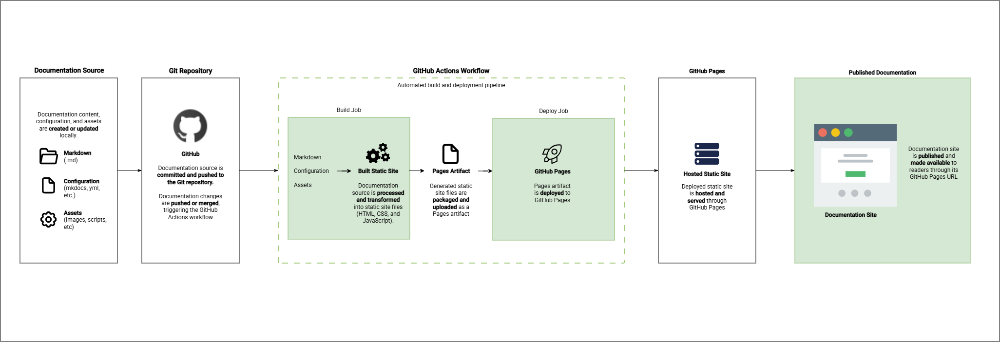 Documentation Source
Documentation content,
configuration, and assets
are created or updated
locally.
Markdown
(.md)
Configuration
(mkdocs, yml,
etc.)
Assets
(Images, scripts,
etc)
Git Repository
GitHub
Documentation source is
committed and pushed to
the Git repository.
Documentation changes
are pushed or merged,
triggering the GitHub
Actions workflow
GitHub Actions Workflow
Automated build and deployment pipeline
Build Job
Markdown
Configuration
Assets
Built Static Site
Documentation
source is processed
and transformed
into static site files
(HTML, CSS, and
JavaScript).
Pages Artifact
Generated static
site files are
packaged and
uploaded as a
Pages artifact
Deploy Job
GitHub Pages
Pages artifact
is deployed to
GitHub Pages
GitHub Pages
Hosted Static Site
Deployed static site
is hosted and
served through
GitHub Pages
Published Documentation
Documentation site
is published and
made available to
readers through its
GitHub Pages URL
Documentation Site